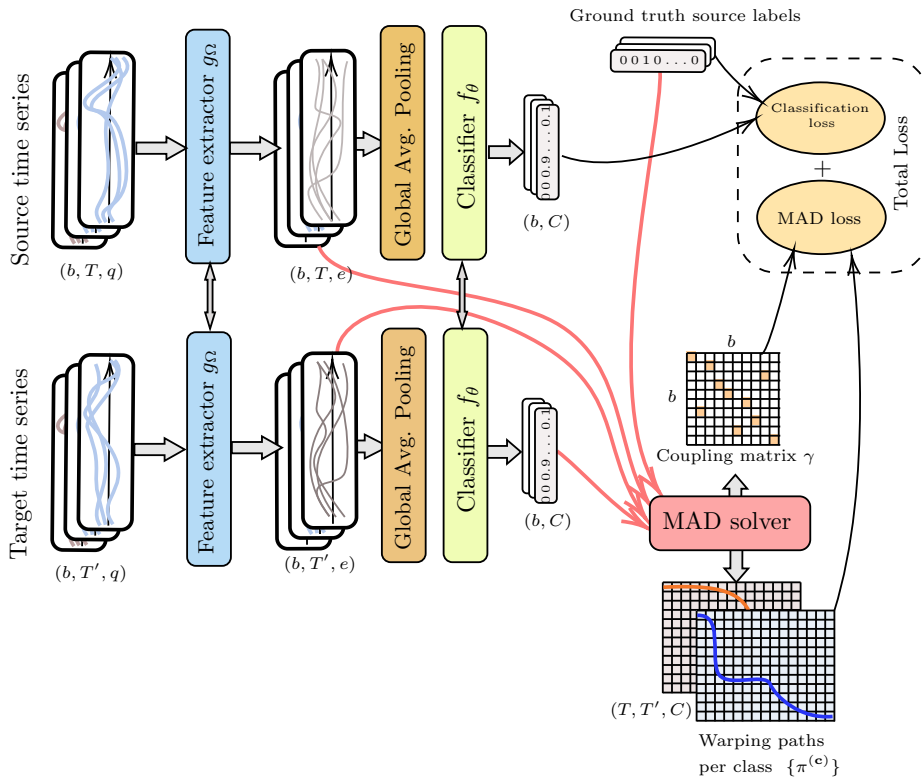 Ground truth source labels
0 0 1 0 . . . 0
Source time series
Feature extractor gΩ
Global Avg. Pooling
Classifier fθ
0 0 0.9 . . . 0.1
(b, T, q)
(b, T, e)
(b, C)
Classification
loss
+
MAD loss
Total Loss
Target time series
Feature extractor gΩ
Global Avg. Pooling
Classifier fθ
0 0 0.9 . . . 0.1
(b, T′, q)
(b, T′, e)
(b, C)
b
b
Coupling matrix γ
MAD solver
(T, T′, C)
Warping paths
per class {π(c)}